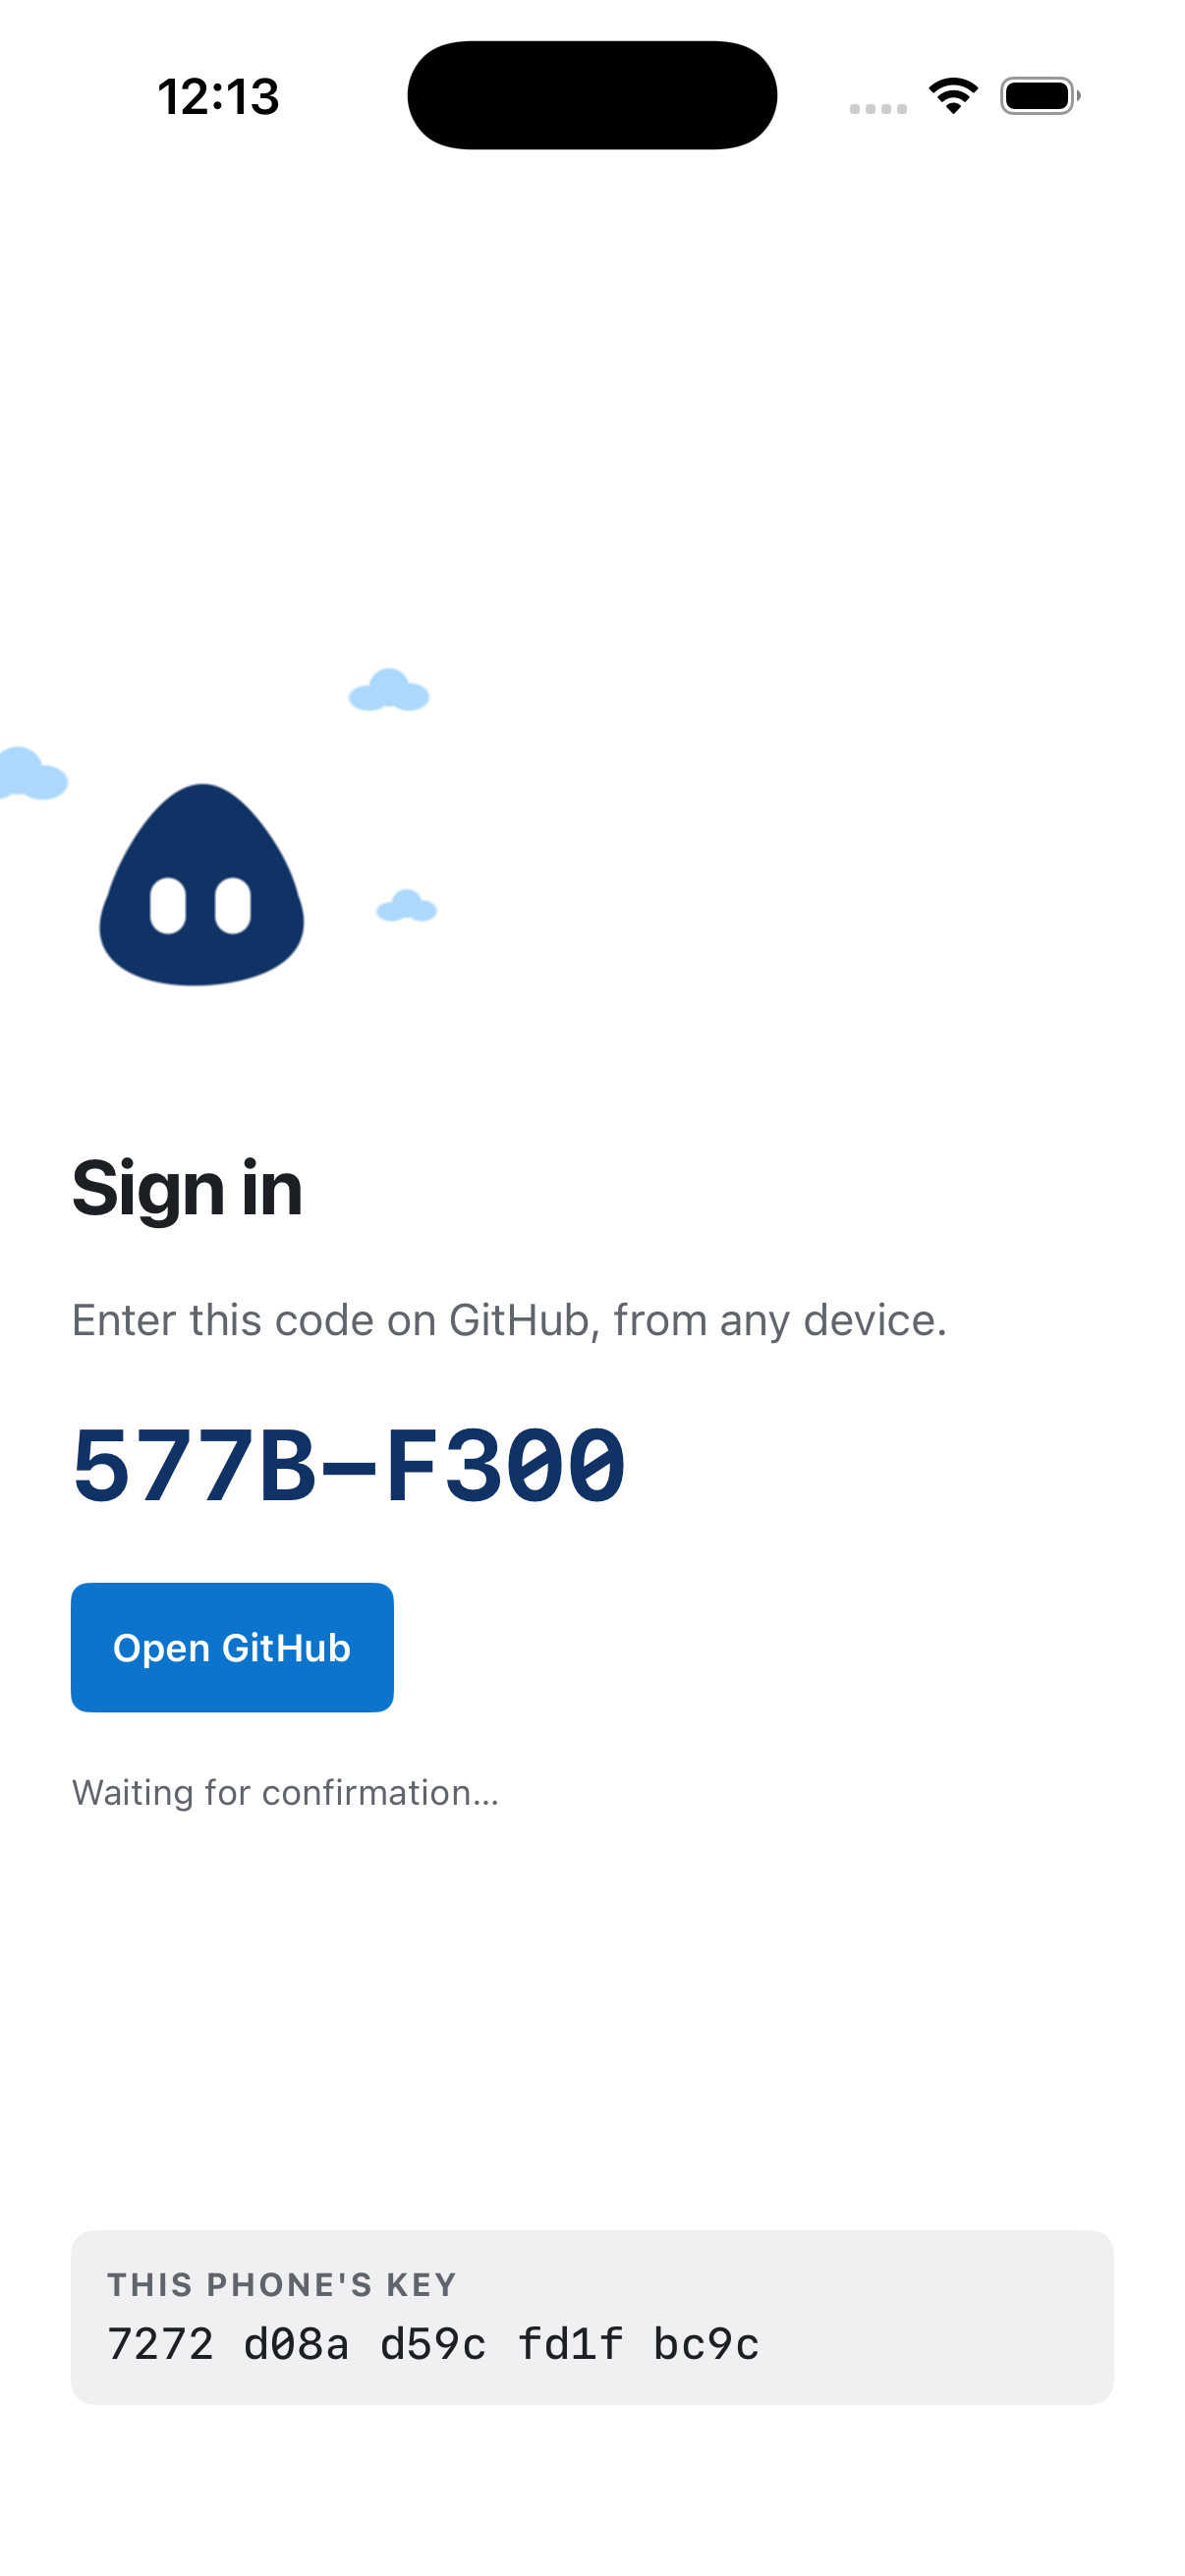 12:13
Sign in
Enter this code on GitHub, from any device.
577B-F300
Open GitHub
Waiting for confirmation...
THIS PHONE'S KEY
7272 d08a d59c fd1f bc9c